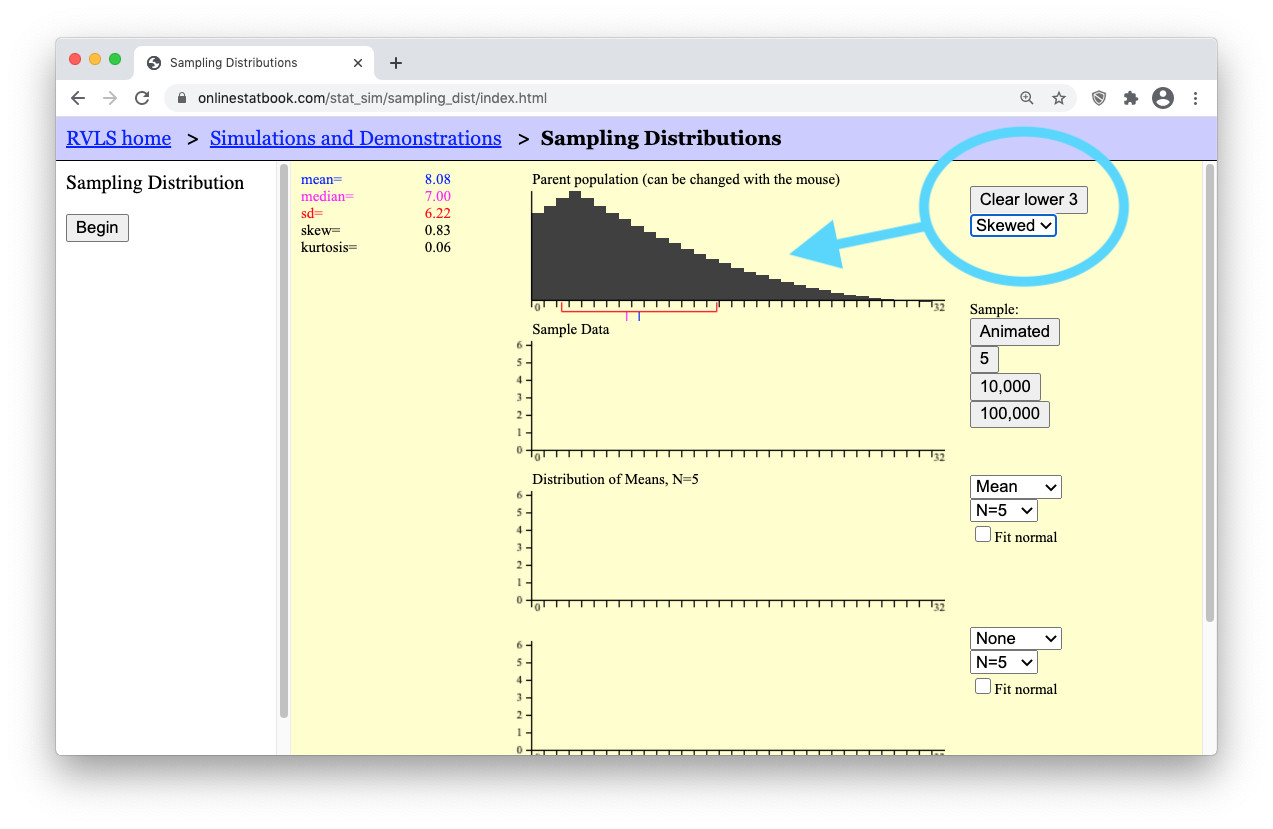 Sampling Distributions
onlinestatbook.com/stat_sim/sampling_dist/index.html
RVLS home > Simulations and Demonstrations > Sampling Distributions
Sampling Distribution
Begin
mean= 8.08
median= 7.00
sd= 6.22
skew= 0.83
kurtosis= 0.06
Parent population (can be changed with the mouse)
0 32
Clear lower 3
Skewed
Sample Data
6
5
4
3
2
1
0
0 32
Sample:
Animated
5
10,000
100,000
Distribution of Means, N=5
6
5
4
3
2
1
0
0 32
Mean
N=5
Fit normal
6
5
4
3
2
1
0
None
N=5
Fit normal